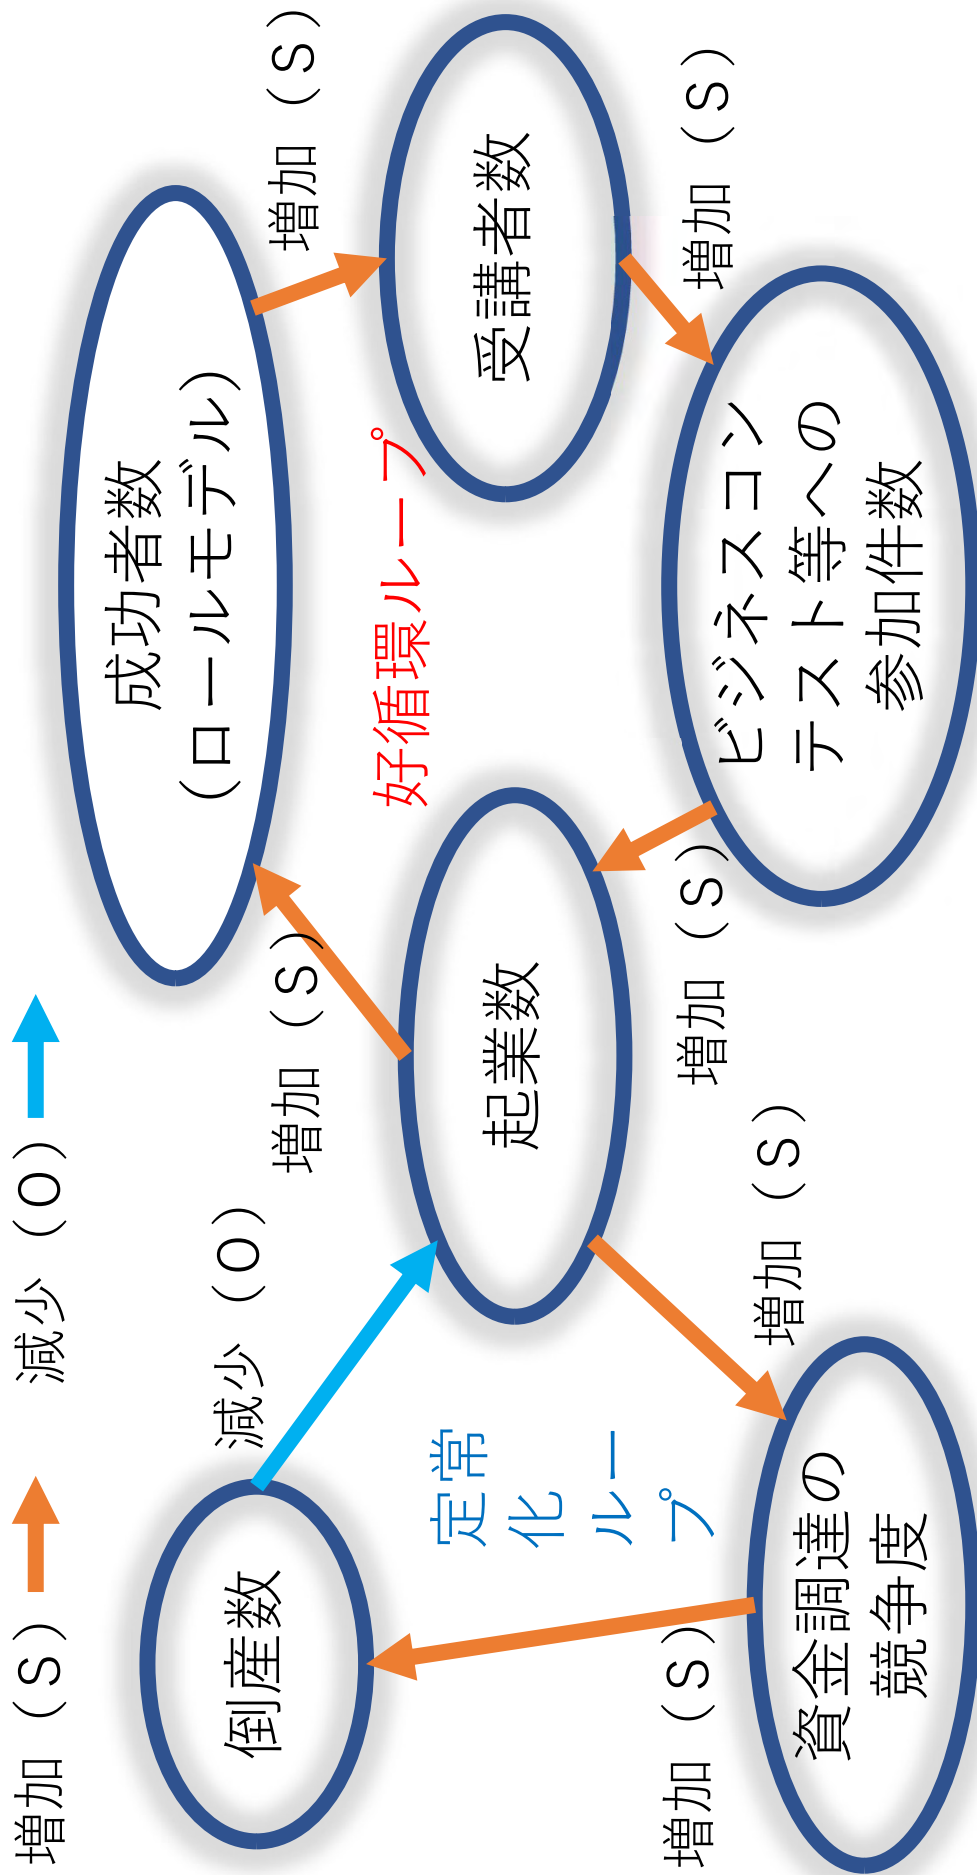 増加（S）
減少（O）
成功者数
（ロールモデル）
増加（S）
減少（O）
増加（S）
倒産数
好循環ループ
受講者数
定常
化ル
ルー
プ
起業数
増加（S）
増加（S）
増加（S）
増加（S）
ビジネスコン
テスト等への
参加件数
資金調達の
競争度